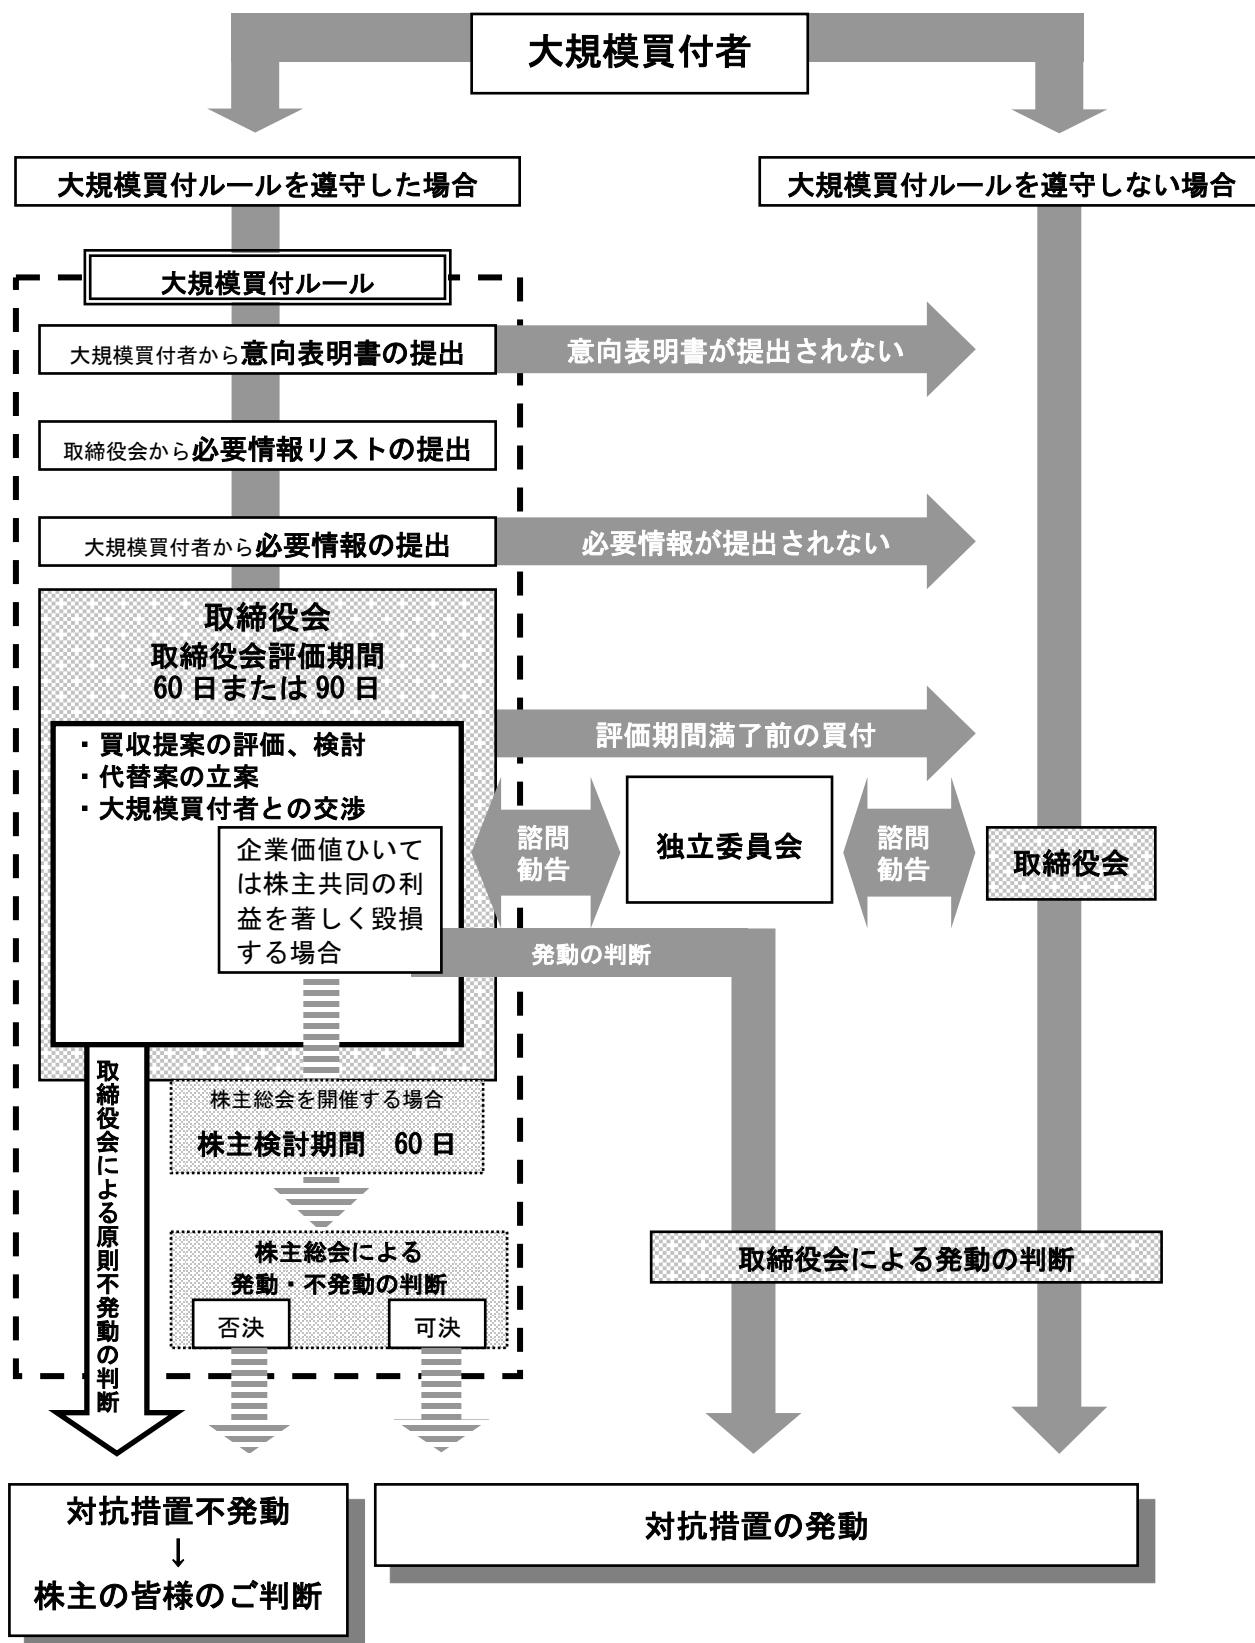 大規模買付者
大規模買付ルールを遵守した場合
大規模買付ルールを遵守しない場合
大規模買付ルール
大規模買付者から意向表明書の提出
意向表明書が提出されない
取締役会から必要情報リストの提出
大規模買付者から必要情報の提出
必要情報が提出されない
取締役会
取締役会評価期間
60日または90日
評価期間満了前の買付
・買収提案の評価、検討
・代替案の立案
・大規模買付者との交渉
企業価値ひいて
は株主共同の利
益を著しく毀損
する場合
諮問
勧告
独立委員会
諮問
勧告
取締役会
発動の判断
取締役会による原則不発動の判断
株主総会を開催する場合
株主検討期間　60日
株主総会による
発動・不発動の判断
否決
可決
取締役会による発動の判断
対抗措置不発動
↓
株主の皆様のご判断
対抗措置の発動